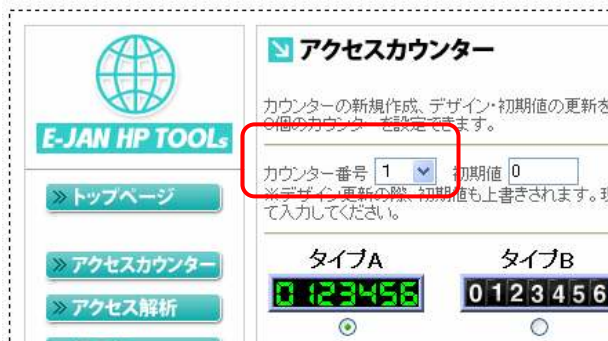 アクセスカウンター
カウンターの新規作成、デザイン・初期値の更新を
個のカウンターを設定できます。
E-JAN HP TOOLs
カウンター番号 1 初期値 0
※デザイン更新の際、初期値も上書きされます。現
て入力してください。
トップページ
アクセスカウンター
アクセス解析
タイプA タイプB
0123456 0123456